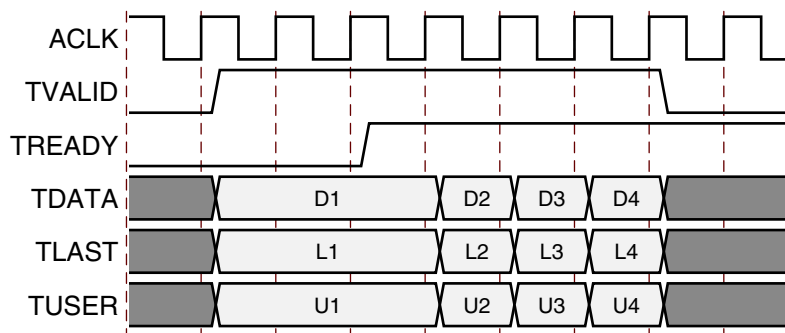 ACLK
TVALID
TREADY
TDATA D1 D2 D3 D4
TLAST L1 L2 L3 L4
TUSER U1 U2 U3 U4